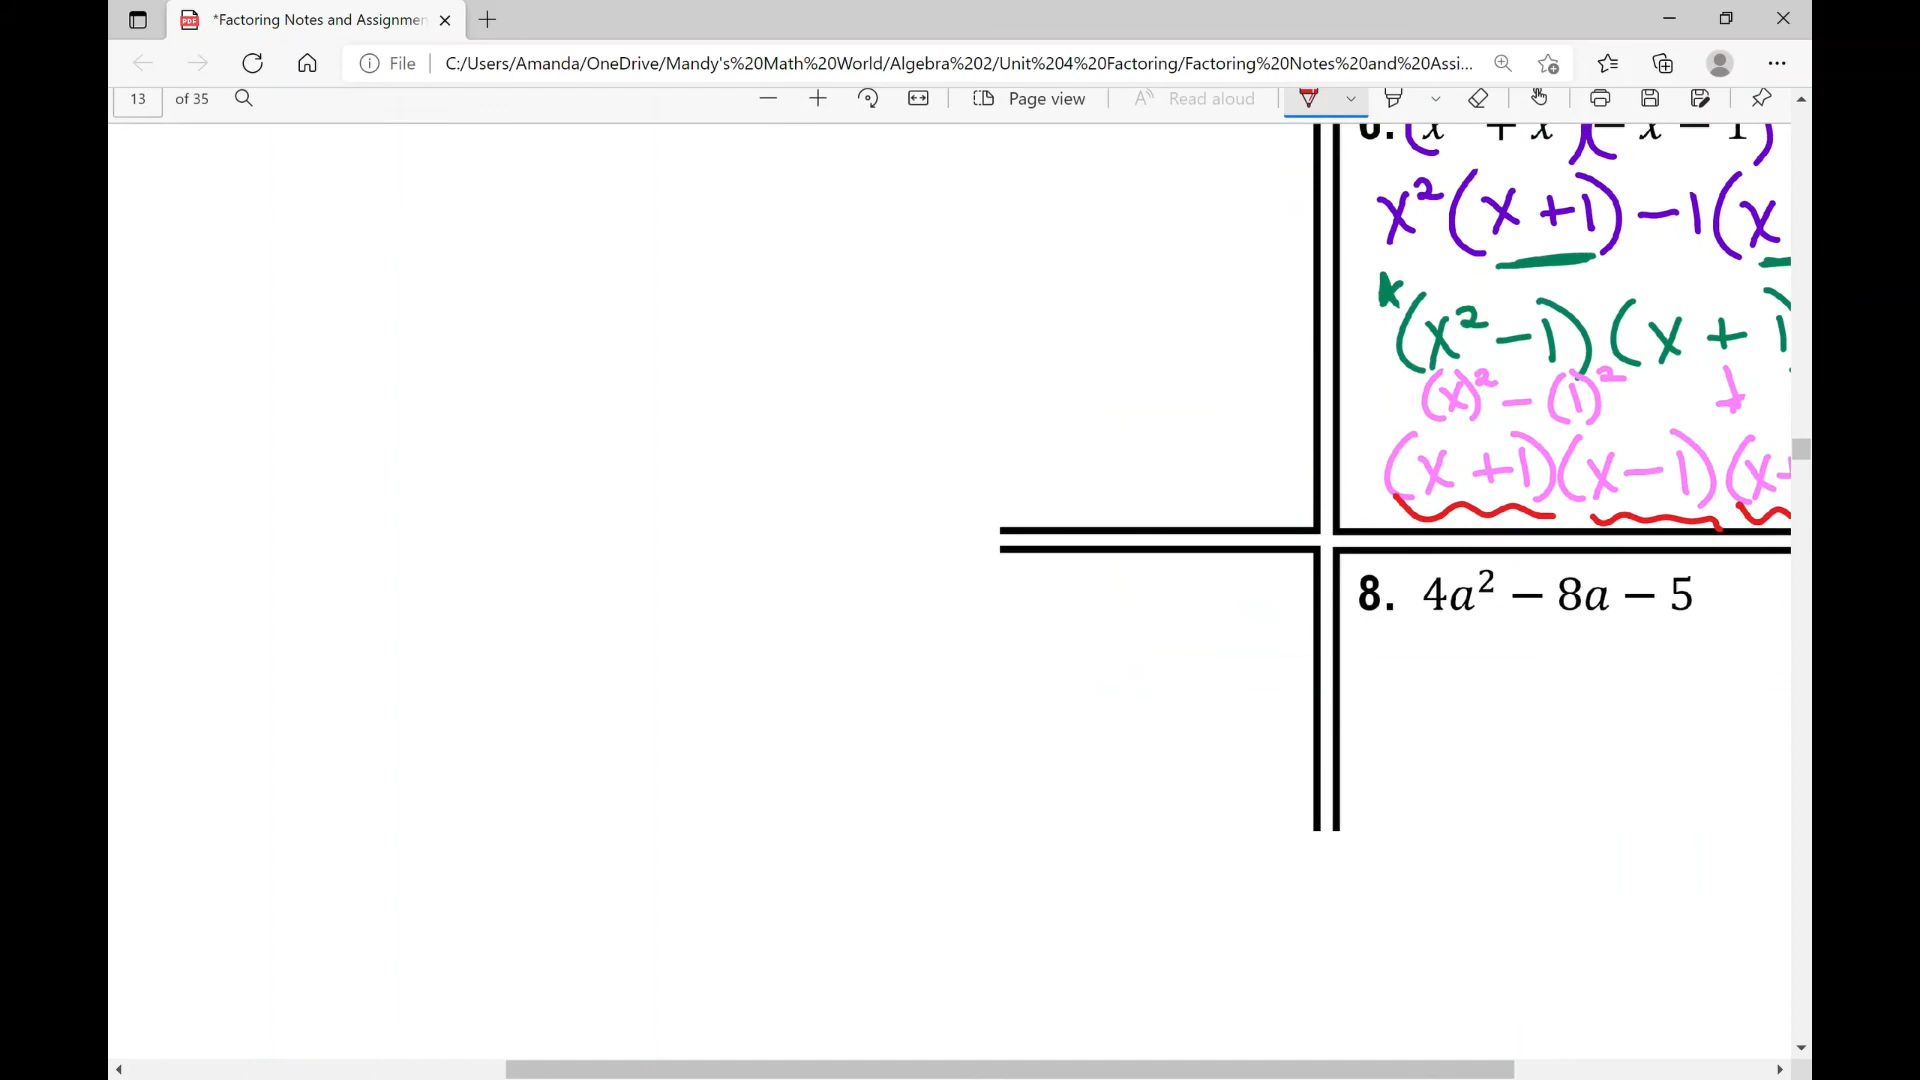 *Factoring Notes and Assignmen
File
C:/Users/Amanda/OneDrive/Mandy's%20Math%20World/Algebra%202/Unit%204%20Factoring/Factoring%20Notes%20and%20Assi...
13 of 35
Page view
Read aloud
(x + x)(− x − 1)
x²(x+1)−1(x
(x²−1)(x+1
(x)²−(1)²
(x+1)(x−1)(x+
8. 4a² − 8a − 5